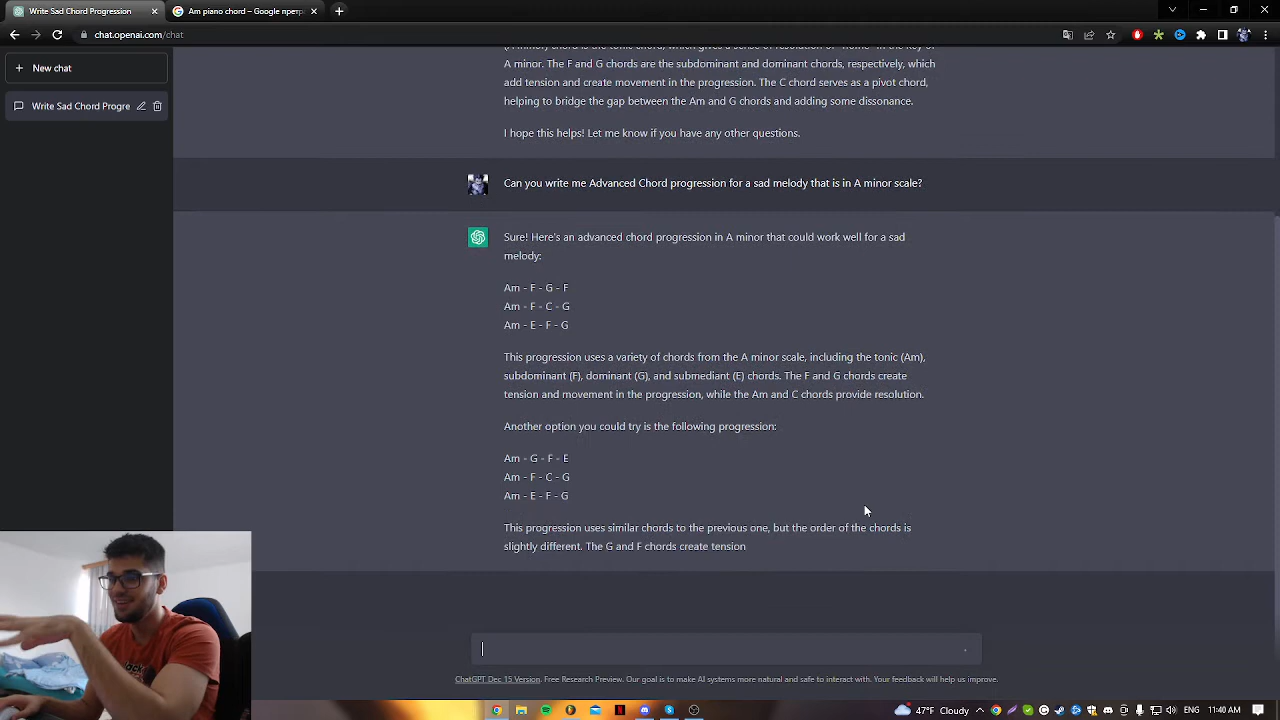 Write Sad Chord Progression
Am piano chord - Google претра
chat.openai.com/chat
New chat
Write Sad Chord Progre
add tension and create movement in the progression. The C chord serves as a pivot chord,
A minor. The F and G chords are the subdominant and dominant chords, respectively, which
helping to bridge the gap between the Am and G chords and adding some dissonance.
I hope this helps! Let me know if you have any other questions.
Can you write me Advanced Chord progression for a sad melody that is in A minor scale?
Sure! Here's an advanced chord progression in A minor that could work well for a sad
melody:
Am - F - G - F
Am - F - C - G
Am - E - F - G
This progression uses a variety of chords from the A minor scale, including the tonic (Am),
subdominant (F), dominant (G), and submediant (E) chords. The F and G chords create
tension and movement in the progression, while the Am and C chords provide resolution.
Another option you could try is the following progression:
Am - G - F - E
Am - F - C - G
Am - E - F - G
This progression uses similar chords to the previous one, but the order of the chords is
slightly different. The G and F chords create tension
ChatGPT Dec 15 Version. Free Research Preview. Our goal is to make AI systems more natural and safe to interact with. Your feedback will help us improve.
47°F Cloudy
11:40 AM